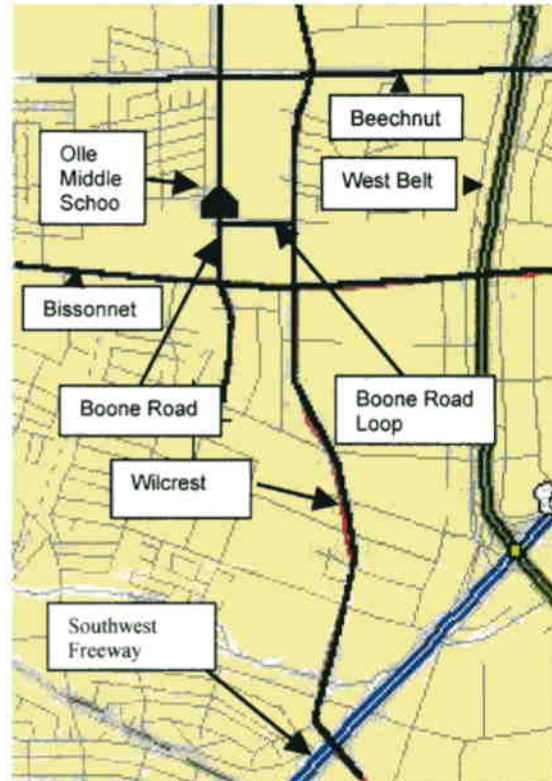 Beechnut
Olle
Middle
Schoo
West Belt
Bissonnet
Boone Road
Boone Road
Loop
Wilcrest
Southwest
Freeway